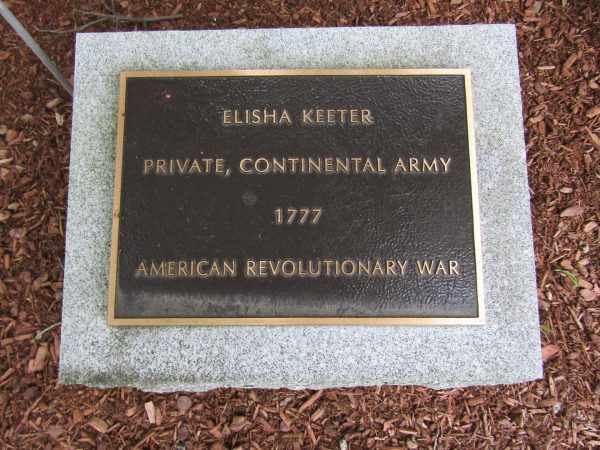 ELISHA KEETER
PRIVATE, CONTINENTAL ARMY
1777
AMERICAN REVOLUTIONARY WAR